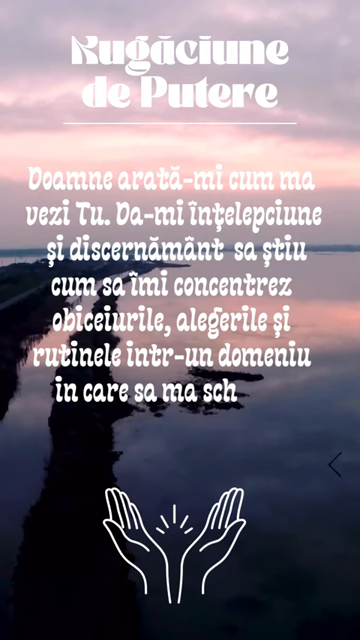 Rugăciune
de Putere
Doamne arată-mi cum ma
vezi Tu. Da-mi înțelepciune
și discernământ sa știu
cum sa îmi concentrez
obiceiurile, alegerile și
rutinele intr-un domeniu
in care sa ma sch